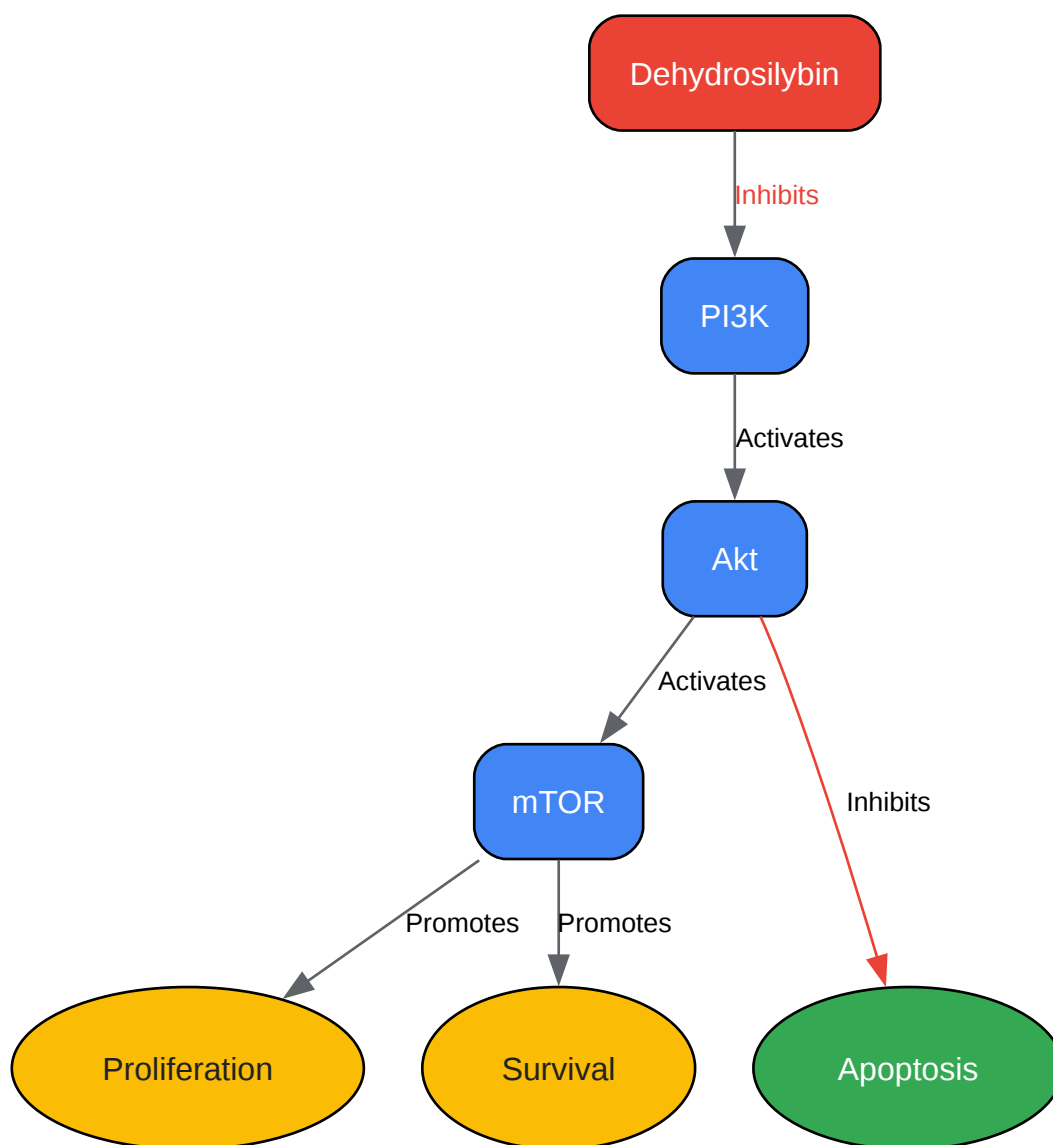 Dehydrosilybin
Inhibits
PI3K
Activates
Akt
Activates
mTOR
Inhibits
Promotes
Promotes
Proliferation
Survival
Apoptosis